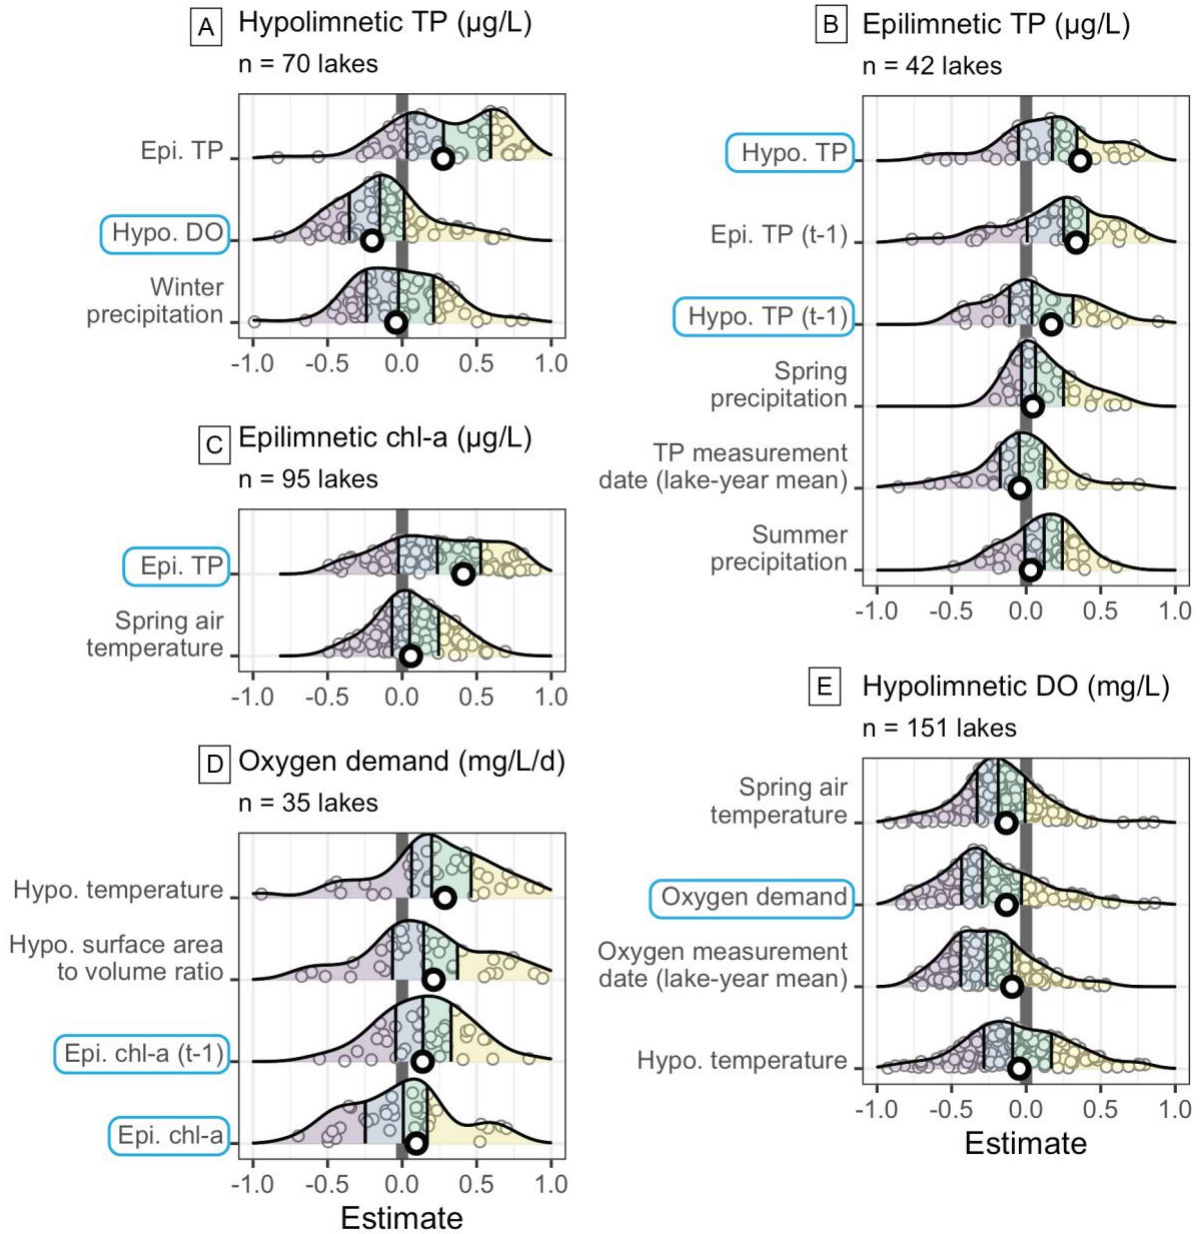 A Hypolimnetic TP (µg/L)
n = 70 lakes
Epi. TP
Hypo. DO
Winter
precipitation
-1.0 -0.5 0.0 0.5 1.0
B Epilimnetic TP (µg/L)
n = 42 lakes
Hypo. TP
Epi. TP (t-1)
Hypo. TP (t-1)
Spring
precipitation
TP measurement
date (lake-year mean)
Summer
precipitation
-1.0 -0.5 0.0 0.5 1.0
C Epilimnetic chl-a (µg/L)
n = 95 lakes
Epi. TP
Spring air
temperature
-1.0 -0.5 0.0 0.5 1.0
D Oxygen demand (mg/L/d)
n = 35 lakes
Hypo. temperature
Hypo. surface area
to volume ratio
Epi. chl-a (t-1)
Epi. chl-a
-1.0 -0.5 0.0 0.5 1.0
Estimate
E Hypolimnetic DO (mg/L)
n = 151 lakes
Spring air
temperature
Oxygen demand
Oxygen measurement
date (lake-year mean)
Hypo. temperature
-1.0 -0.5 0.0 0.5 1.0
Estimate